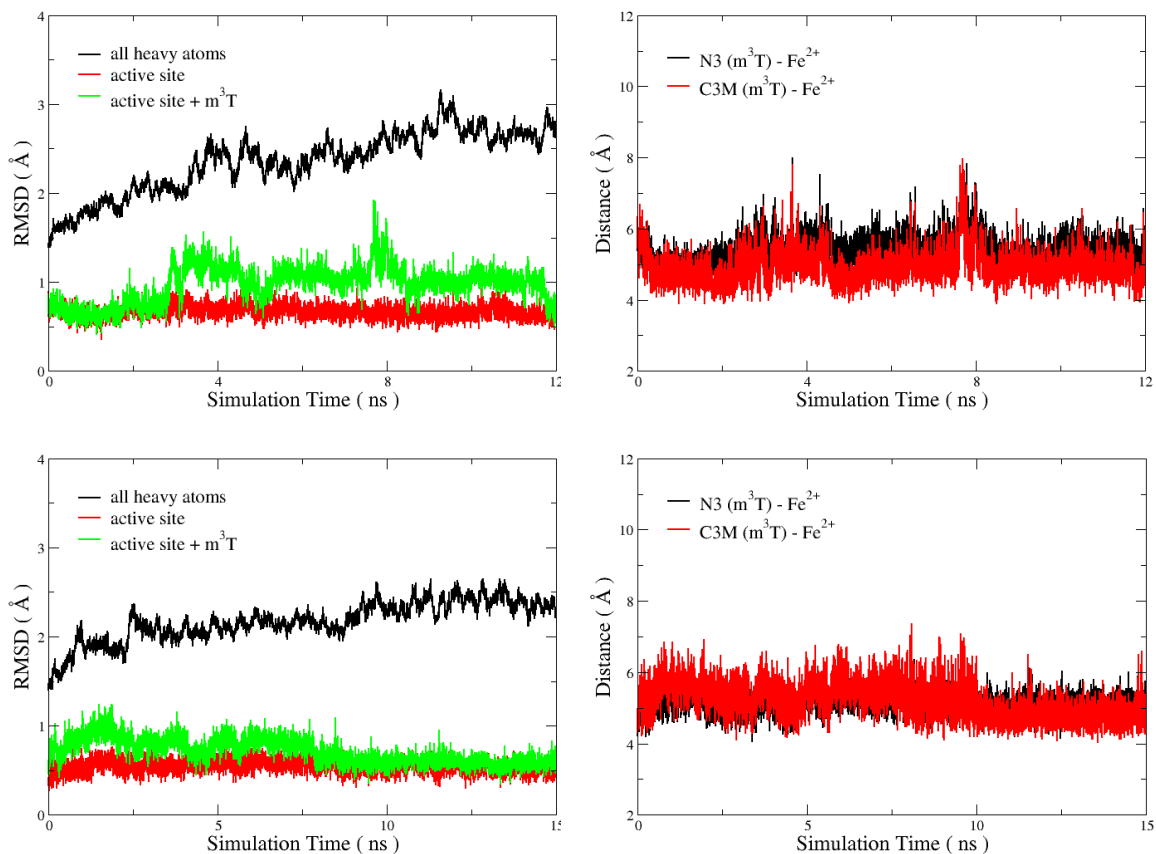 4
3
2
1
0
RMSD ( Å )
all heavy atoms
active site
active site + m³T
0
4
8
12
Simulation Time ( ns )
12
10
8
6
4
2
Distance ( Å )
N3 (m³T) - Fe²⁺
C3M (m³T) - Fe²⁺
0
4
8
12
Simulation Time ( ns )
4
3
2
1
0
RMSD ( Å )
all heavy atoms
active site
active site + m³T
0
5
10
15
Simulation Time ( ns )
12
10
8
6
4
2
Distance ( Å )
N3 (m³T) - Fe²⁺
C3M (m³T) - Fe²⁺
0
5
10
15
Simulation Time ( ns )